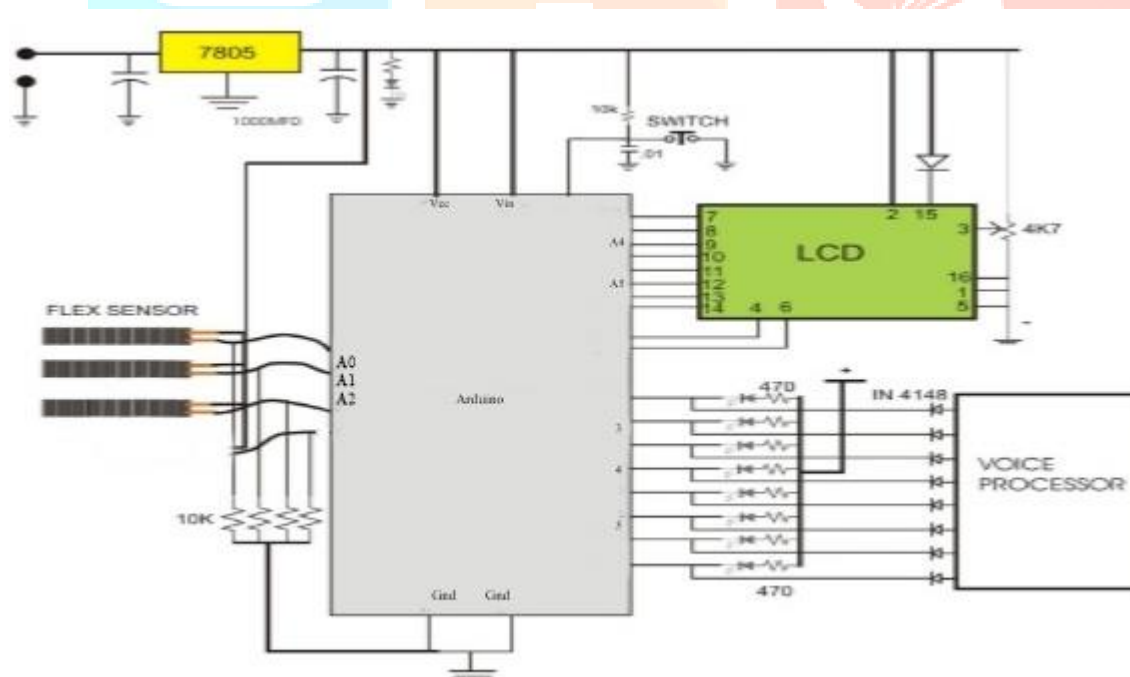 7805
1000MFD
10k
SWITCH
.01
Vcc
Vin
2
15
7
8
9
10
11
12
13
14
A4
LCD
3
4K7
16
1
5
4
6
-
FLEX SENSOR
A0
A1
A2
Arduino
470
+
IN 4148
3
4
VOICE
PROCESSOR
10K
470
Gnd
Gnd